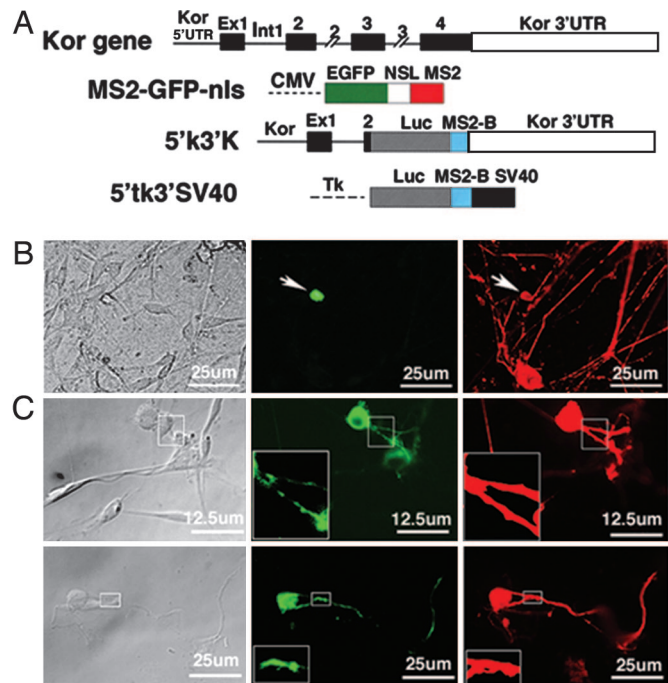 A
Kor 5'UTR Ex1 Int1 2 2 3 3 4
Kor gene Kor 3'UTR
MS2-GFP-nls CMV EGFP NSL MS2
5'k3'K Kor Ex1 2 Luc MS2-B Kor 3'UTR
5'tk3'SV40 Tk Luc MS2-B SV40
B
25um 25um 25um
C
12.5um 12.5um 12.5um
25um 25um 25um